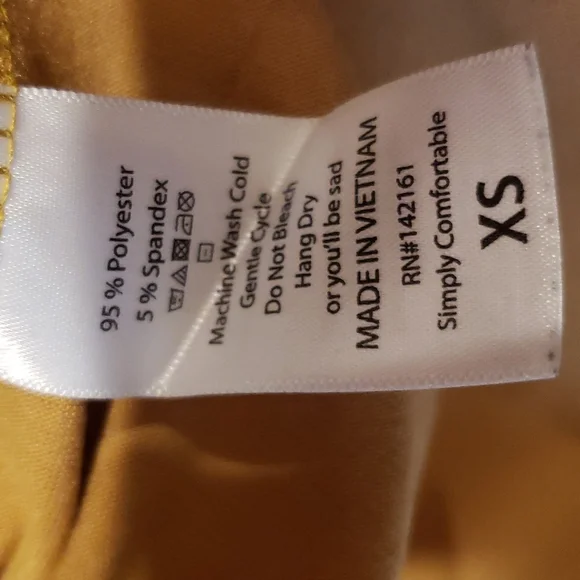 95 % Polyester
5 % Spandex
Machine Wash Cold
Gentle Cycle
Do Not Bleach
Hang Dry
or you'll be sad
MADE IN VIETNAM
RN#142161
Simply Comfortable
XS